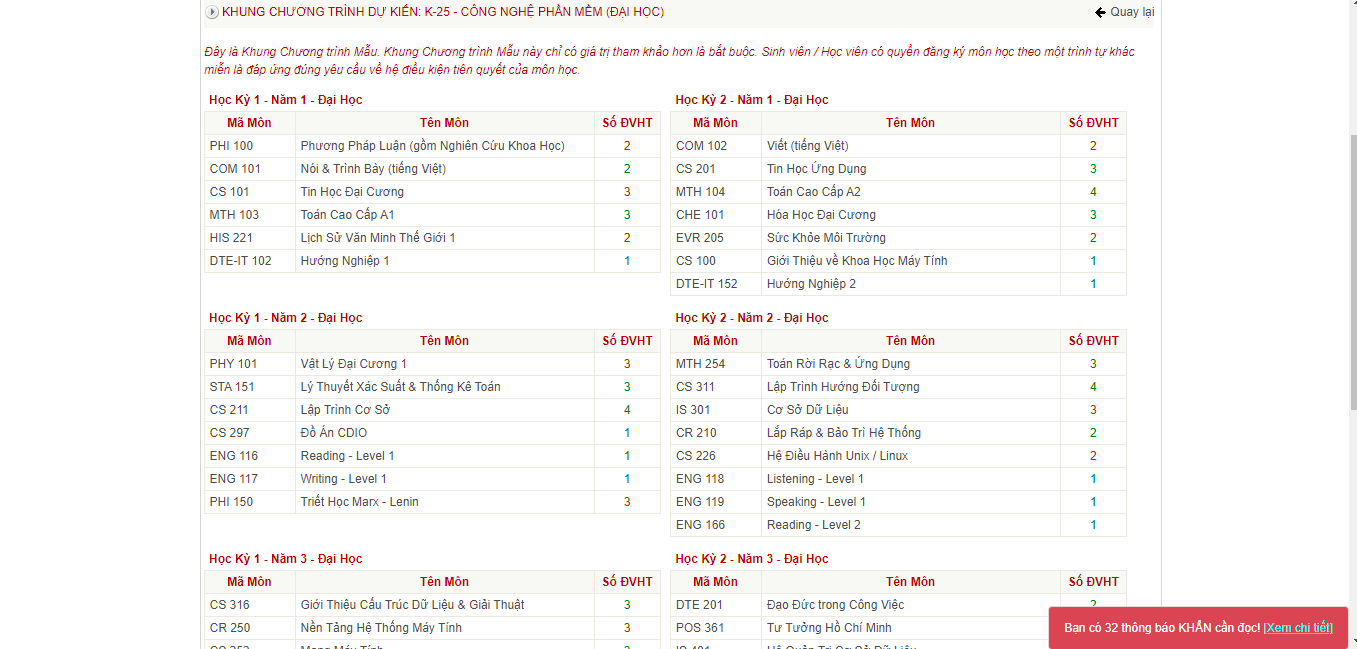 KHUNG CHƯƠNG TRÌNH DỰ KIẾN: K-25 - CÔNG NGHỆ PHẦN MỀM (ĐẠI HỌC)
Quay lại
Đây là Khung Chương trình Mẫu. Khung Chương trình Mẫu này chỉ có giá trị tham khảo hơn là bắt buộc. Sinh viên / Học viên có quyền đăng ký môn học theo một trình tự khác
miễn là đáp ứng đúng yêu cầu về hệ điều kiện tiên quyết của môn học.
Học Kỳ 1 - Năm 1 - Đại Học
Mã Môn Tên Môn Số ĐVHT
PHI 100 Phương Pháp Luận (gồm Nghiên Cứu Khoa Học) 2
COM 101 Nói & Trình Bày (tiếng Việt) 2
CS 101 Tin Học Đại Cương 3
MTH 103 Toán Cao Cấp A1 3
HIS 221 Lịch Sử Văn Minh Thế Giới 1 2
DTE-IT 102 Hướng Nghiệp 1 1
Học Kỳ 2 - Năm 1 - Đại Học
Mã Môn Tên Môn Số ĐVHT
COM 102 Viết (tiếng Việt) 2
CS 201 Tin Học Ứng Dụng 3
MTH 104 Toán Cao Cấp A2 4
CHE 101 Hóa Học Đại Cương 3
EVR 205 Sức Khỏe Môi Trường 2
CS 100 Giới Thiệu về Khoa Học Máy Tính 1
DTE-IT 152 Hướng Nghiệp 2 1
Học Kỳ 1 - Năm 2 - Đại Học
Mã Môn Tên Môn Số ĐVHT
PHY 101 Vật Lý Đại Cương 1 3
STA 151 Lý Thuyết Xác Suất & Thống Kê Toán 3
CS 211 Lập Trình Cơ Sở 4
CS 297 Đồ Án CDIO 1
ENG 116 Reading - Level 1 1
ENG 117 Writing - Level 1 1
PHI 150 Triết Học Marx - Lenin 3
Học Kỳ 2 - Năm 2 - Đại Học
Mã Môn Tên Môn Số ĐVHT
MTH 254 Toán Rời Rạc & Ứng Dụng 3
CS 311 Lập Trình Hướng Đối Tượng 4
IS 301 Cơ Sở Dữ Liệu 3
CR 210 Lắp Ráp & Bảo Trì Hệ Thống 2
CS 226 Hệ Điều Hành Unix / Linux 2
ENG 118 Listening - Level 1 1
ENG 119 Speaking - Level 1 1
ENG 166 Reading - Level 2 1
Học Kỳ 1 - Năm 3 - Đại Học
Mã Môn Tên Môn Số ĐVHT
CS 316 Giới Thiệu Cấu Trúc Dữ Liệu & Giải Thuật 3
CR 250 Nền Tảng Hệ Thống Máy Tính 3
Mạng Máy Tính
Học Kỳ 2 - Năm 3 - Đại Học
Mã Môn Tên Môn Số ĐVHT
DTE 201 Đạo Đức trong Công Việc 2
POS 361 Tư Tưởng Hồ Chí Minh
Hệ Quản Trị Cơ Sở Dữ Liệu
Bạn có 32 thông báo KHẨN cần đọc! [Xem chi tiết]